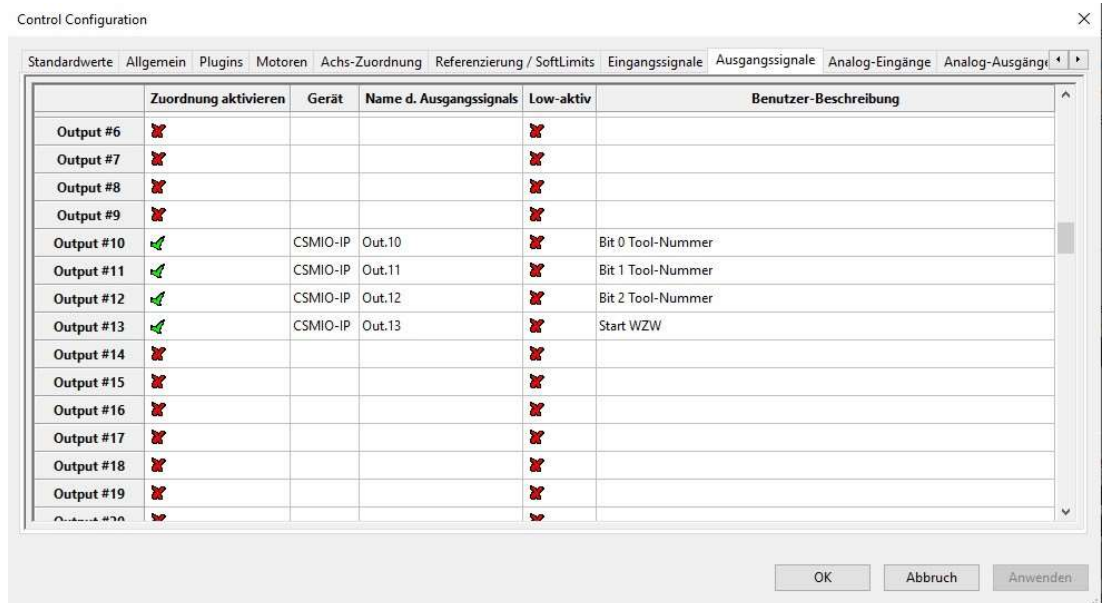 Control Configuration
Standardwerte Allgemein Plugins Motoren Achs-Zuordnung Referenzierung / SoftLimits Eingangssignale Ausgangssignale Analog-Eingänge Analog-Ausgänge
Zuordnung aktivieren Gerät Name d. Ausgangssignals Low-aktiv Benutzer-Beschreibung
Output #6
Output #7
Output #8
Output #9
Output #10 CSMIO-IP Out.10 Bit 0 Tool-Nummer
Output #11 CSMIO-IP Out.11 Bit 1 Tool-Nummer
Output #12 CSMIO-IP Out.12 Bit 2 Tool-Nummer
Output #13 CSMIO-IP Out.13 Start WZW
Output #14
Output #15
Output #16
Output #17
Output #18
Output #19
Output #20
OK Abbruch Anwenden